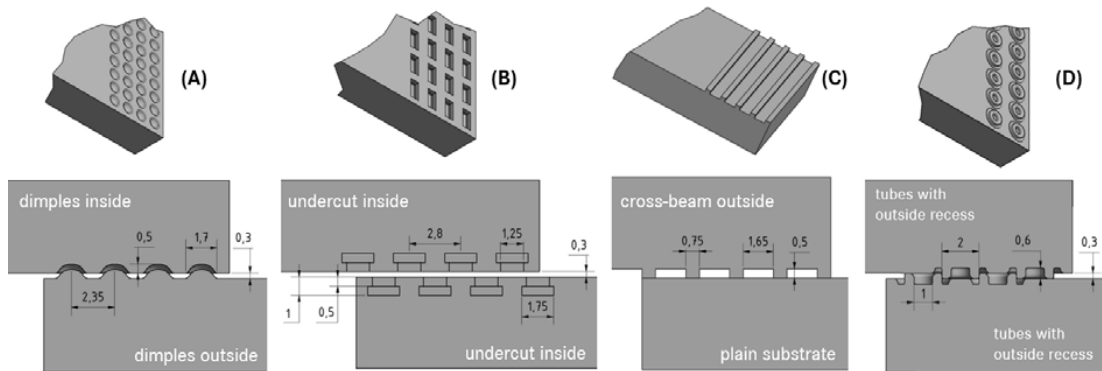 (A)
(B)
(C)
(D)
dimples inside
0,5
1,7
0,3
2,35
dimples outside
undercut inside
2,8
1,25
0,3
1
0,5
1,75
undercut inside
cross-beam outside
0,75
1,65
0,5
plain substrate
tubes with
outside recess
2
0,6
0,3
1
tubes with
outside recess